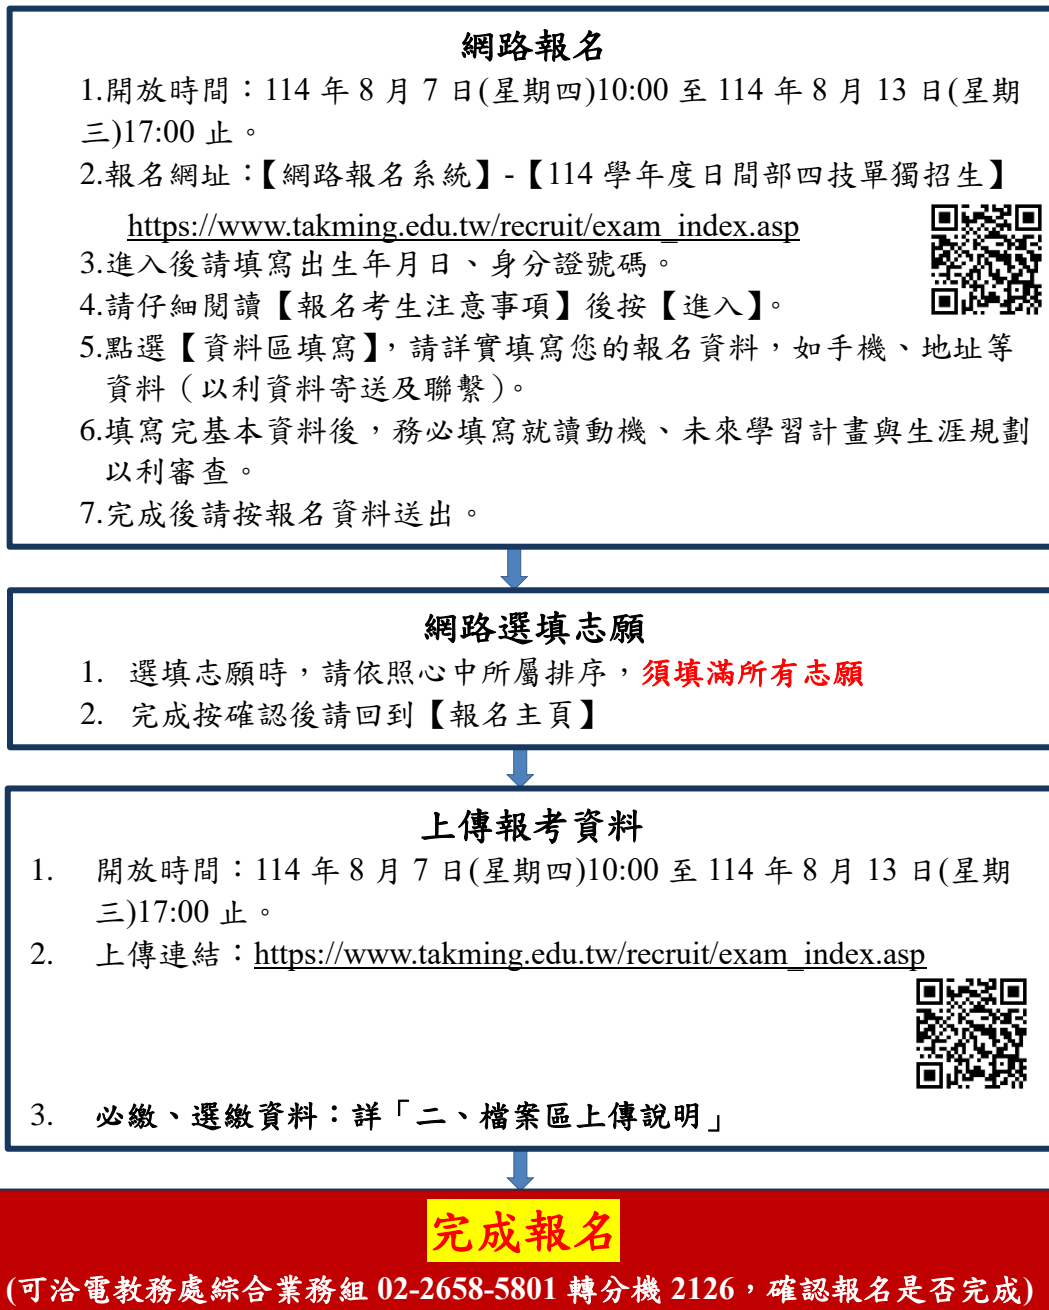 網路報名
1.開放時間：114 年 8 月 7 日(星期四)10:00 至 114 年 8 月 13 日(星期
三)17:00 止。
2.報名網址：【網路報名系統】-【114 學年度日間部四技單獨招生】
https://www.takming.edu.tw/recruit/exam_index.asp
3.進入後請填寫出生年月日、身分證號碼。
4.請仔細閱讀【報名考生注意事項】後按【進入】。
5.點選【資料區填寫】，請詳實填寫您的報名資料，如手機、地址等
資料（以利資料寄送及聯繫）。
6.填寫完基本資料後，務必填寫就讀動機、未來學習計畫與生涯規劃
以利審查。
7.完成後請按報名資料送出。
網路選填志願
1. 選填志願時，請依照心中所屬排序，須填滿所有志願
2. 完成按確認後請回到【報名主頁】
上傳報考資料
1. 開放時間：114 年 8 月 7 日(星期四)10:00 至 114 年 8 月 13 日(星期
三)17:00 止。
2. 上傳連結：https://www.takming.edu.tw/recruit/exam_index.asp
3. 必繳、選繳資料：詳「二、檔案區上傳說明」
完成報名
(可洽電教務處綜合業務組 02-2658-5801 轉分機 2126，確認報名是否完成)